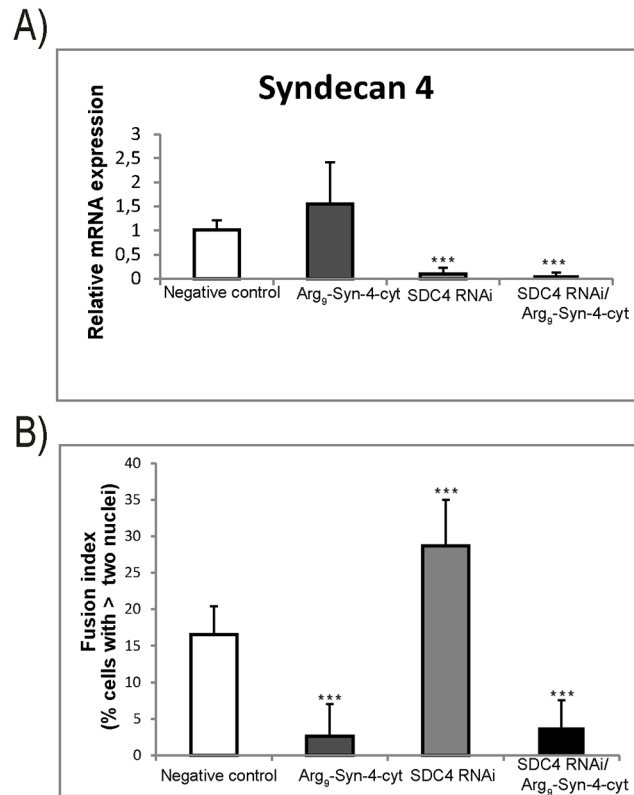 A)
Syndecan 4
Relative mRNA expression
3
2,5
2
1,5
1
0,5
0
***
***
Negative control
Arg₉-Syn-4-cyt
SDC4 RNAi
SDC4 RNAi/
Arg₉-Syn-4-cyt
B)
Fusion index
(% cells with > two nuclei)
40
35
30
25
20
15
10
5
0
***
***
***
Negative control
Arg₉-Syn-4-cyt
SDC4 RNAi
SDC4 RNAi/
Arg₉-Syn-4-cyt